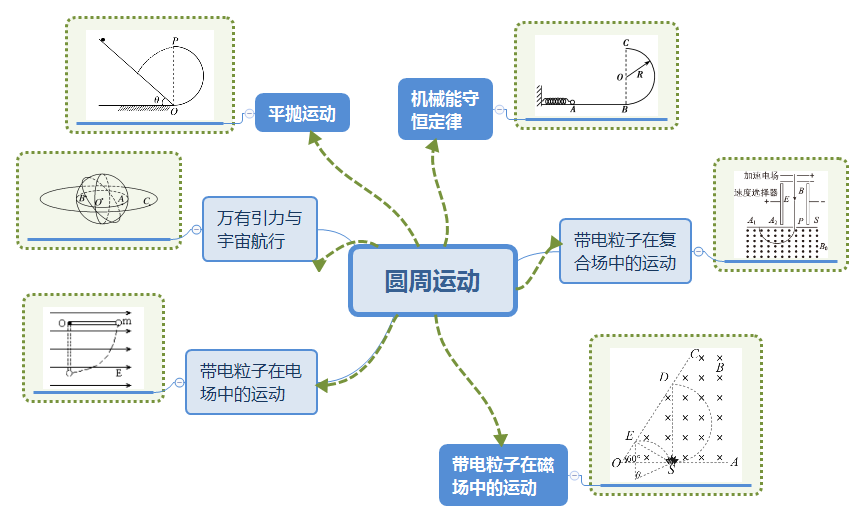 圆周运动
平抛运动
P
θ
O
机械能守
恒定律
C
O
R
A
B
万有引力与
宇宙航行
B
O
A
C
带电粒子在复
合场中的运动
加速电场
速度选择器
E
B
A₁
A₂
P
S
B₀
带电粒子在电
场中的运动
O
m
E
带电粒子在磁
场中的运动
C
B
D
E
O
60°
S
A